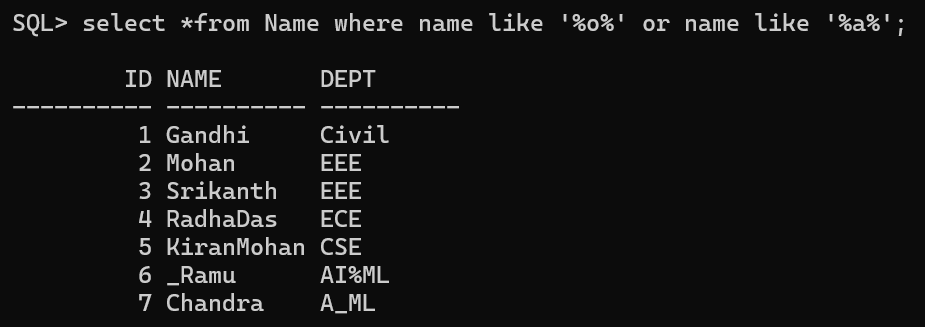 SQL> select *from Name where name like '%o%' or name like '%a%';
        ID NAME       DEPT
---------- ---------- ----------
         1 Gandhi     Civil
         2 Mohan      EEE
         3 Srikanth   EEE
         4 RadhaDas   ECE
         5 KiranMohan CSE
         6 _Ramu      AI%ML
         7 Chandra    A_ML